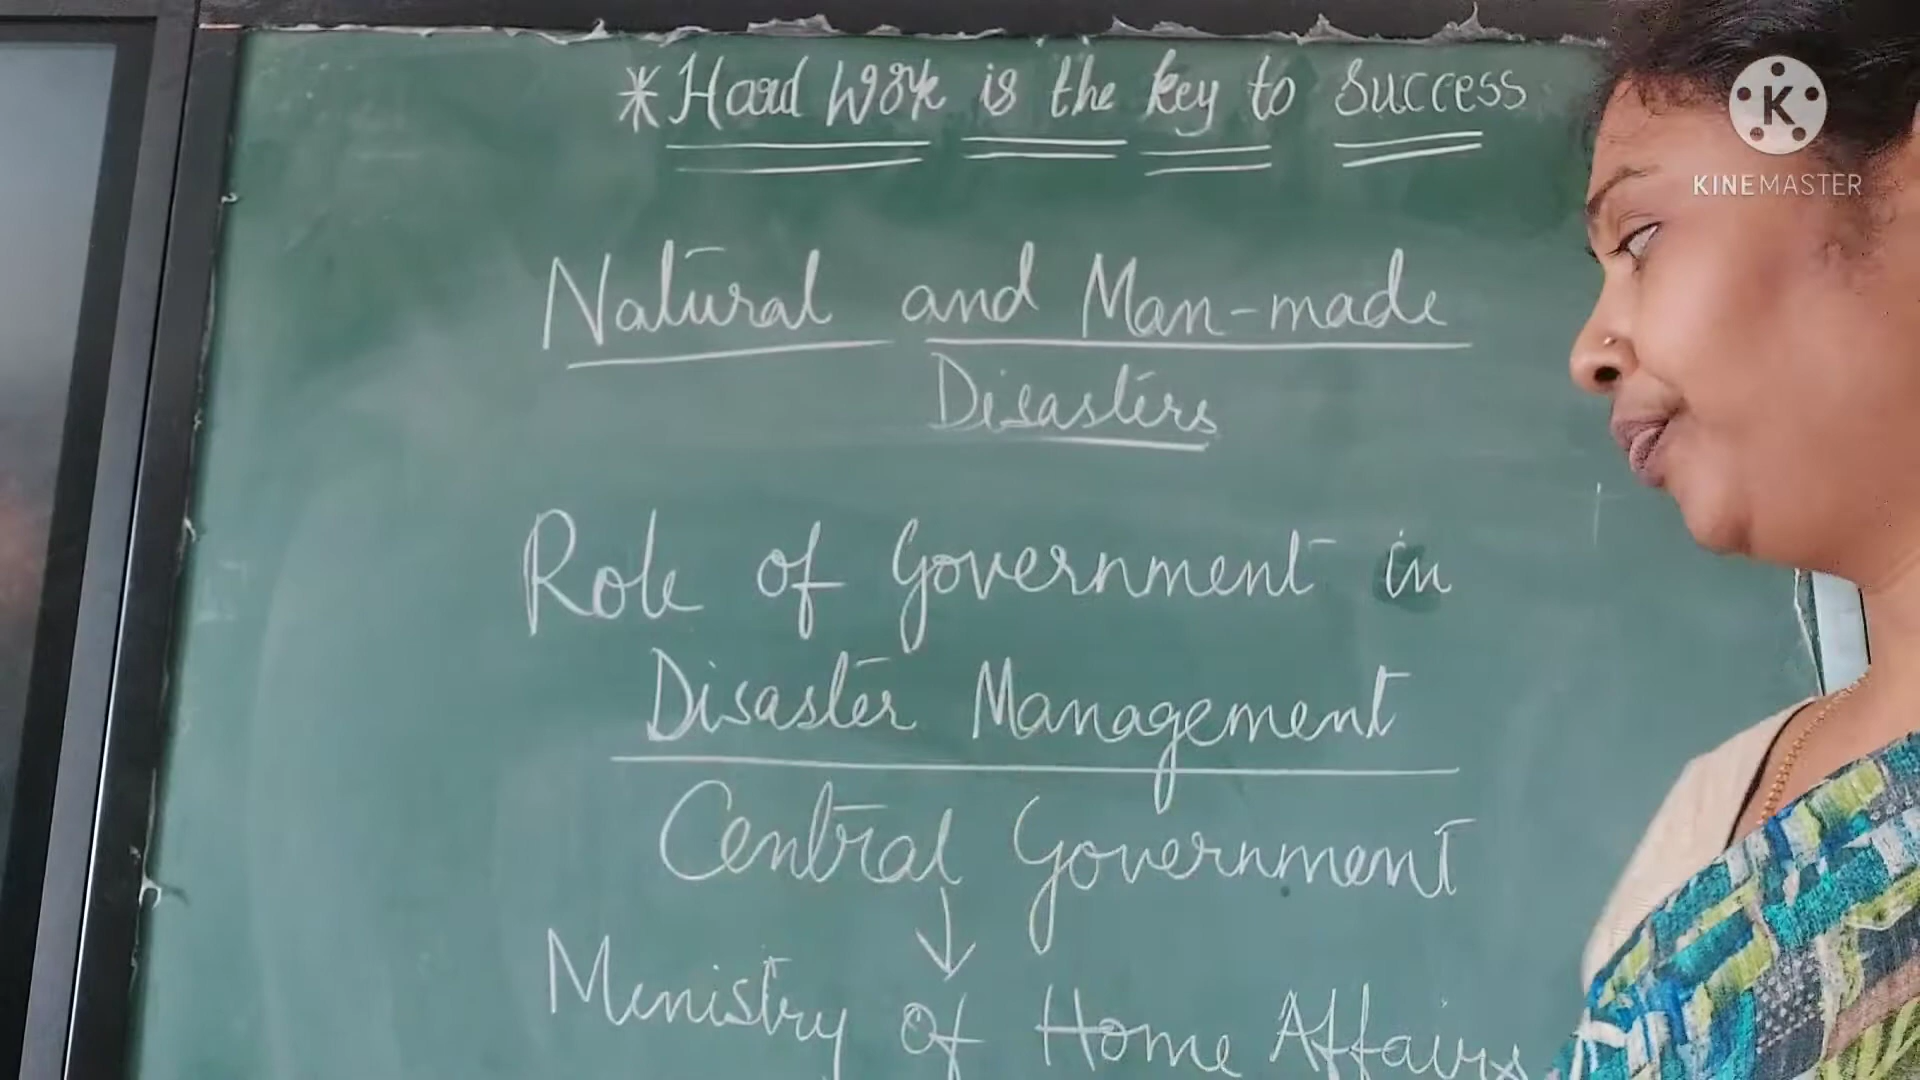 * Hard Work is the key to success
Natural and Man-made
Disasters
Role of Government in
Disaster Management
Central Government
↓
Ministry of Home Affairs
K
KINEMASTER